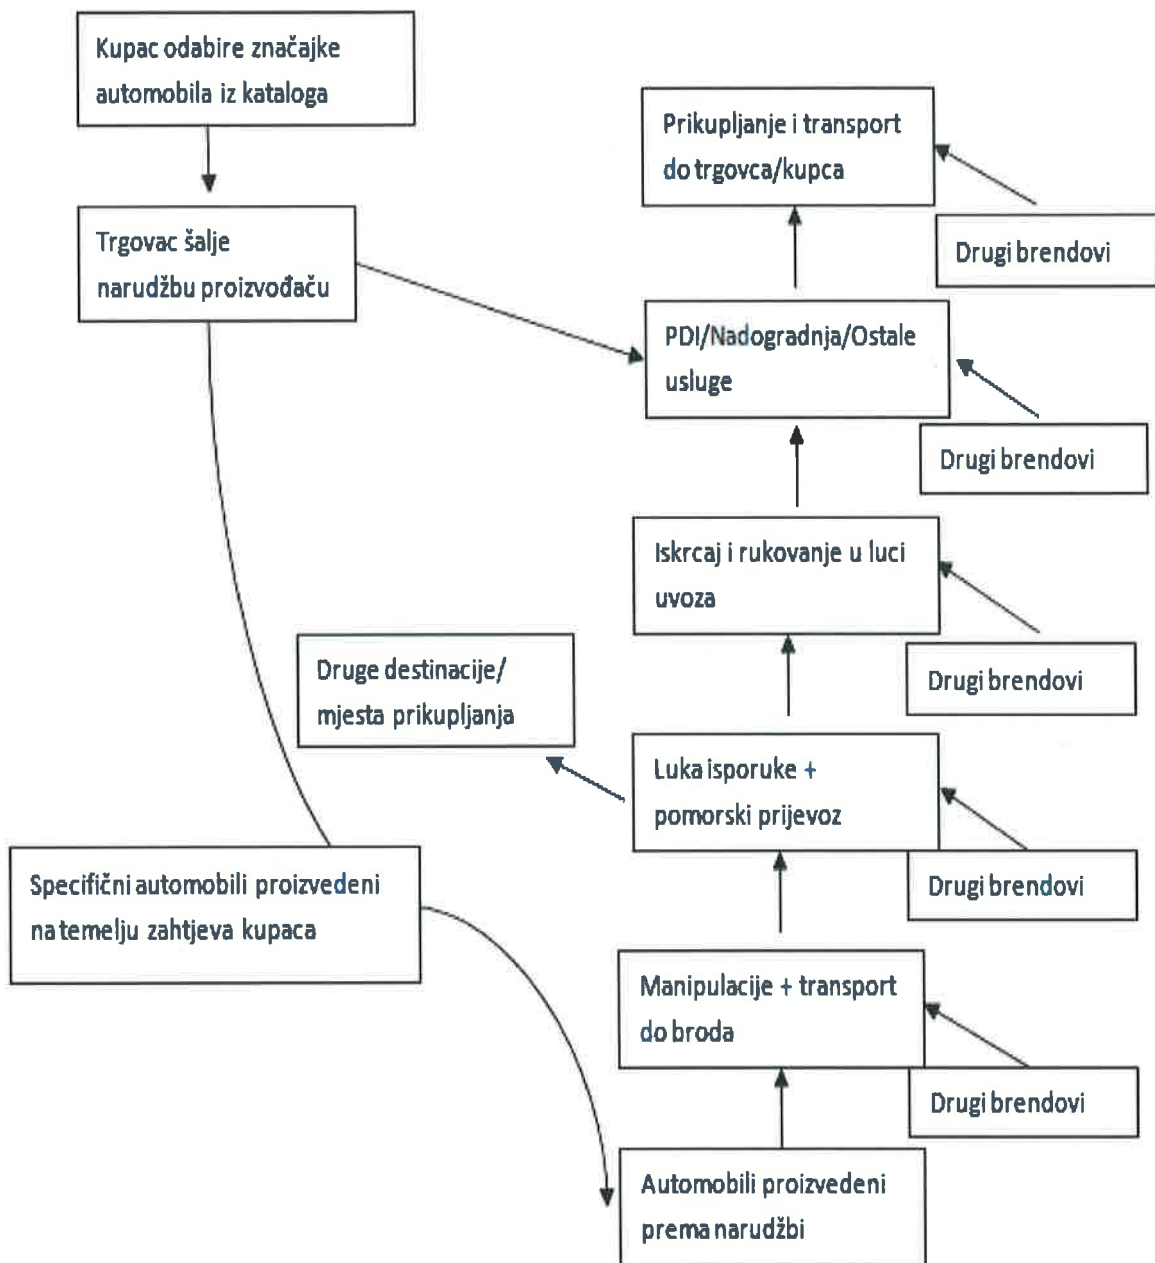 Kupac odabire značajke
automobila iz kataloga
Prikupljanje i transport
do trgovca/kupca
Trgovac šalje
narudžbu proizvođaču
Drugi brendovi
PDI/Nadogradnja/Ostale
usluge
Drugi brendovi
Iskrcaj i rukovanje u luci
uvoza
Druge destinacije/
mjesta prikupljanja
Drugi brendovi
Luka isporuke +
pomorski prijevoz
Specifični automobili proizvedeni
na temelju zahtjeva kupaca
Drugi brendovi
Manipulacije + transport
do broda
Drugi brendovi
Automobili proizvedeni
prema narudžbi